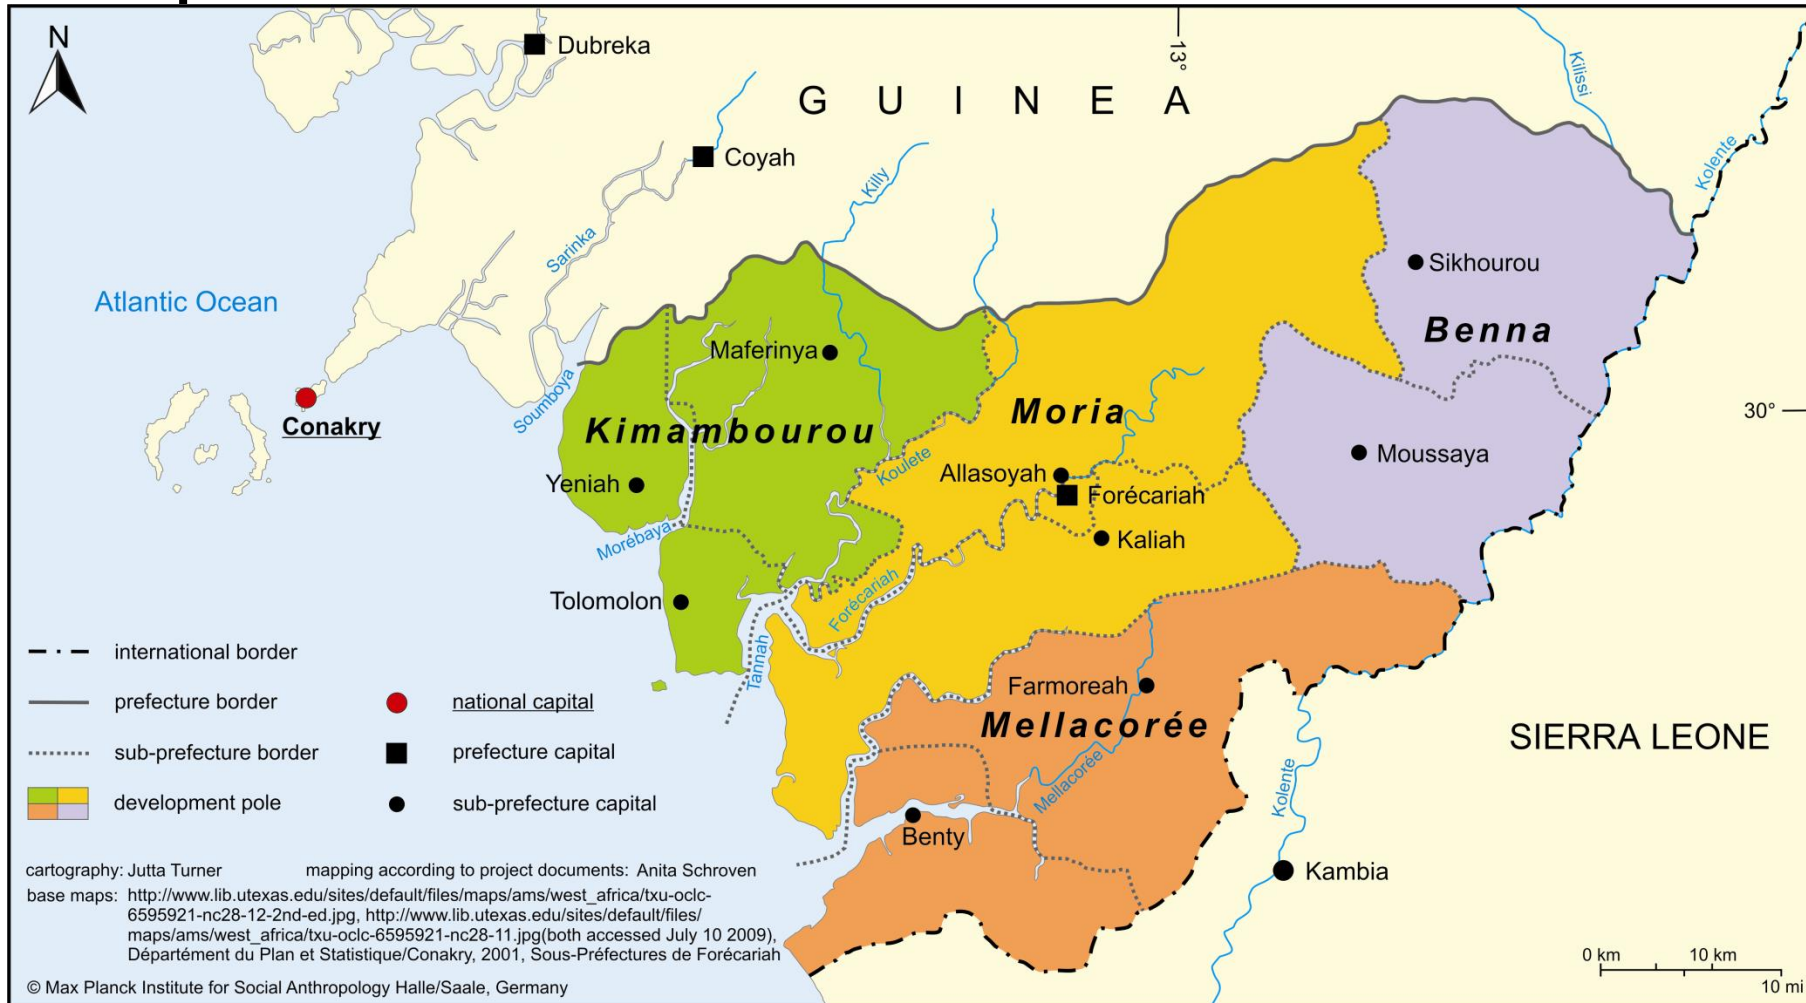 N
Dubreka
13°
GUINEA
Kilissi
Kolente
Coyah
Killy
Sarinka
Sikhourou
Atlantic Ocean
Benna
Maferinya
Soumboya
Conakry
Kimambourou
Moria
30°
Koulete
Moussaya
Allasoyah
Yeniah
Forécariah
Morébaya
Kaliah
Tolomolon
Forécariah
Tannah
international border
prefecture border
national capital
Farmoreah
Mellacorée
SIERRA LEONE
sub-prefecture border
prefecture capital
Mellacorée
Kolente
development pole
sub-prefecture capital
Benty
Kambia
cartography: Jutta Turner mapping according to project documents: Anita Schroven
base maps: http://www.lib.utexas.edu/sites/default/files/maps/ams/west_africa/txu-oclc-
6595921-nc28-12-2nd-ed.jpg, http://www.lib.utexas.edu/sites/default/files/
maps/ams/west_africa/txu-oclc-6595921-nc28-11.jpg(both accessed July 10 2009),
Départément du Plan et Statistique/Conakry, 2001, Sous-Préfectures de Forécariah
0 km 10 km
10 mi
© Max Planck Institute for Social Anthropology Halle/Saale, Germany